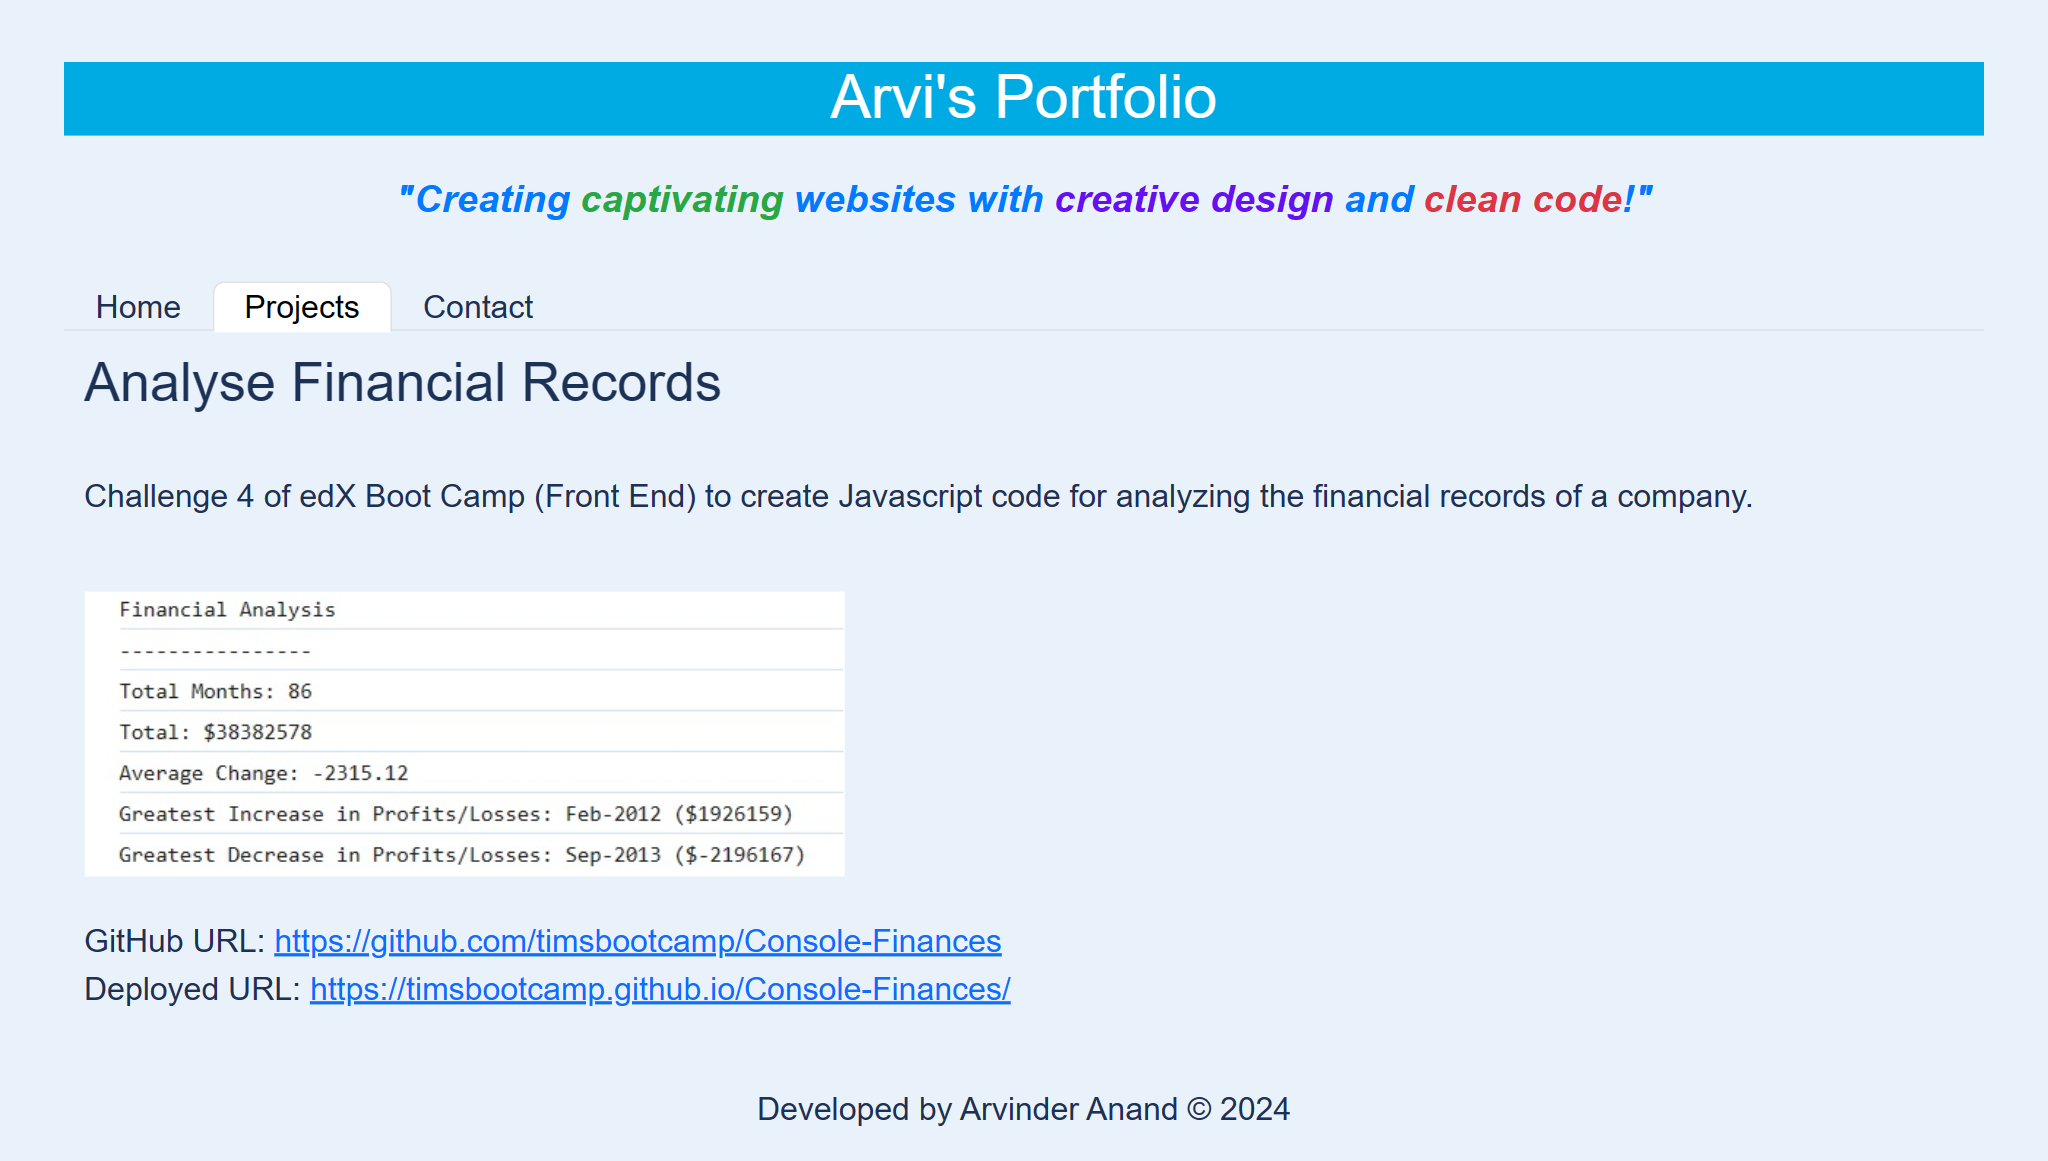 Arvi's Portfolio
"Creating captivating websites with creative design and clean code!"
Home Projects Contact
Analyse Financial Records
Challenge 4 of edX Boot Camp (Front End) to create Javascript code for analyzing the financial records of a company.
Financial Analysis
----------------
Total Months: 86
Total: $38382578
Average Change: -2315.12
Greatest Increase in Profits/Losses: Feb-2012 ($1926159)
Greatest Decrease in Profits/Losses: Sep-2013 ($-2196167)
GitHub URL: https://github.com/timsbootcamp/Console-Finances
Deployed URL: https://timsbootcamp.github.io/Console-Finances/
Developed by Arvinder Anand © 2024